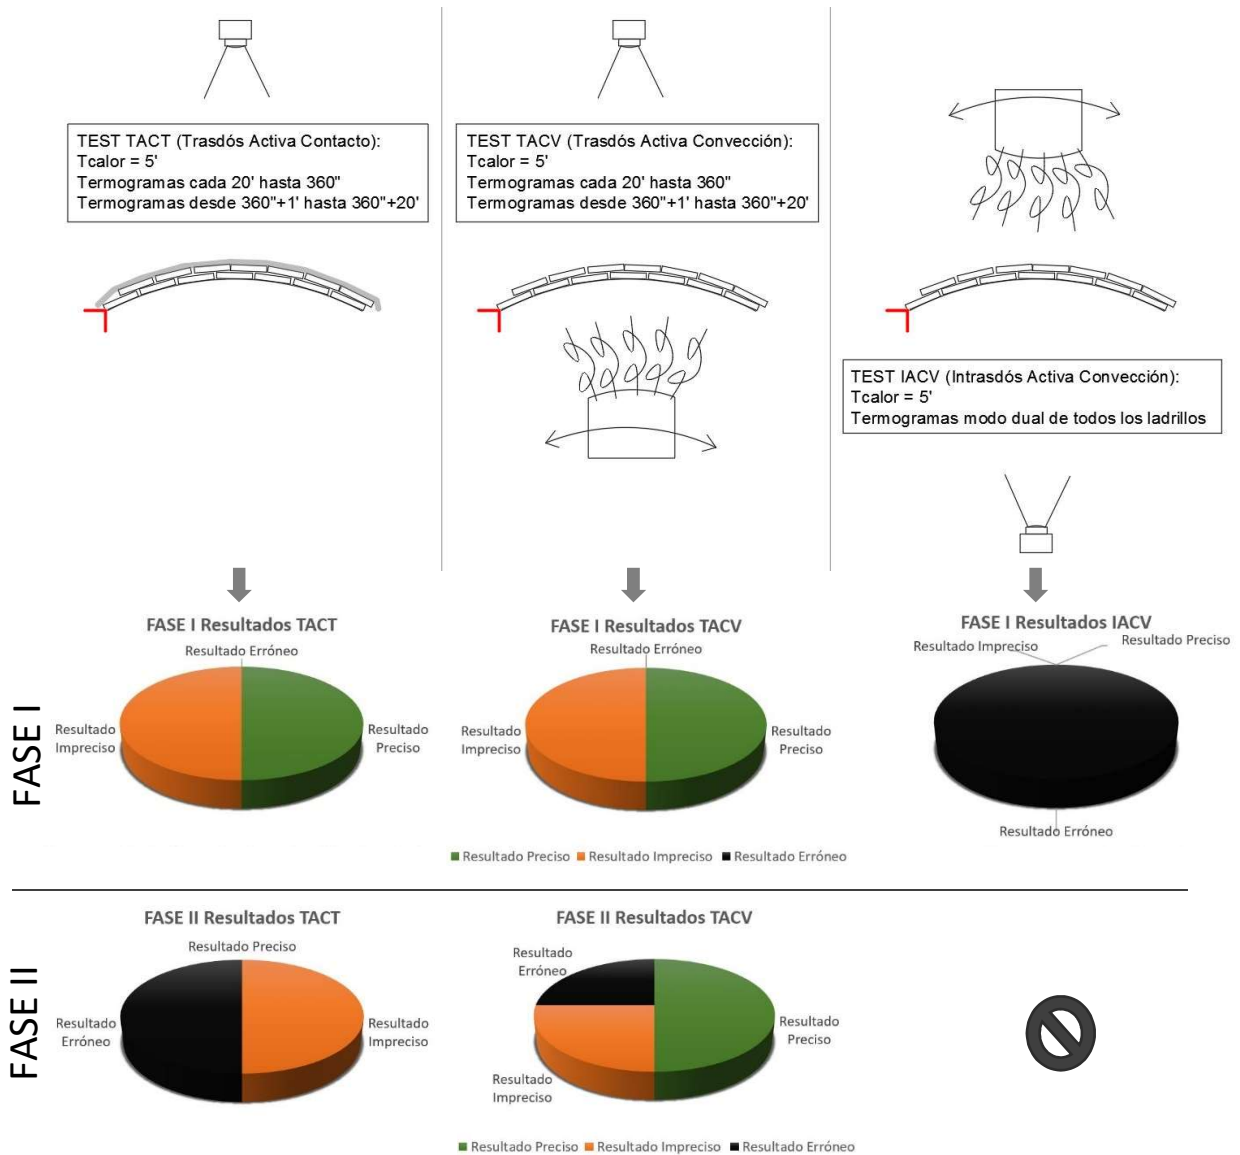 TEST TACT (Trasdós Activa Contacto):
Tcalor = 5'
Termogramas cada 20' hasta 360"
Termogramas desde 360"+1' hasta 360"+20'
TEST TACV (Trasdós Activa Convección):
Tcalor = 5'
Termogramas cada 20' hasta 360"
Termogramas desde 360"+1' hasta 360"+20'
TEST IACV (Intrasdós Activa Convección):
Tcalor = 5'
Termogramas modo dual de todos los ladrillos
FASE I
FASE I Resultados TACT
Resultado Erróneo
Resultado
Impreciso
Resultado
Preciso
FASE I Resultados TACV
Resultado Erróneo
Resultado
Impreciso
Resultado
Preciso
FASE I Resultados IACV
Resultado Impreciso
Resultado Preciso
Resultado Erróneo
Resultado Preciso Resultado Impreciso Resultado Erróneo
FASE II
FASE II Resultados TACT
Resultado Preciso
Resultado
Erróneo
Resultado
Impreciso
FASE II Resultados TACV
Resultado
Erróneo
Resultado
Preciso
Resultado
Impreciso
Resultado Preciso Resultado Impreciso Resultado Erróneo